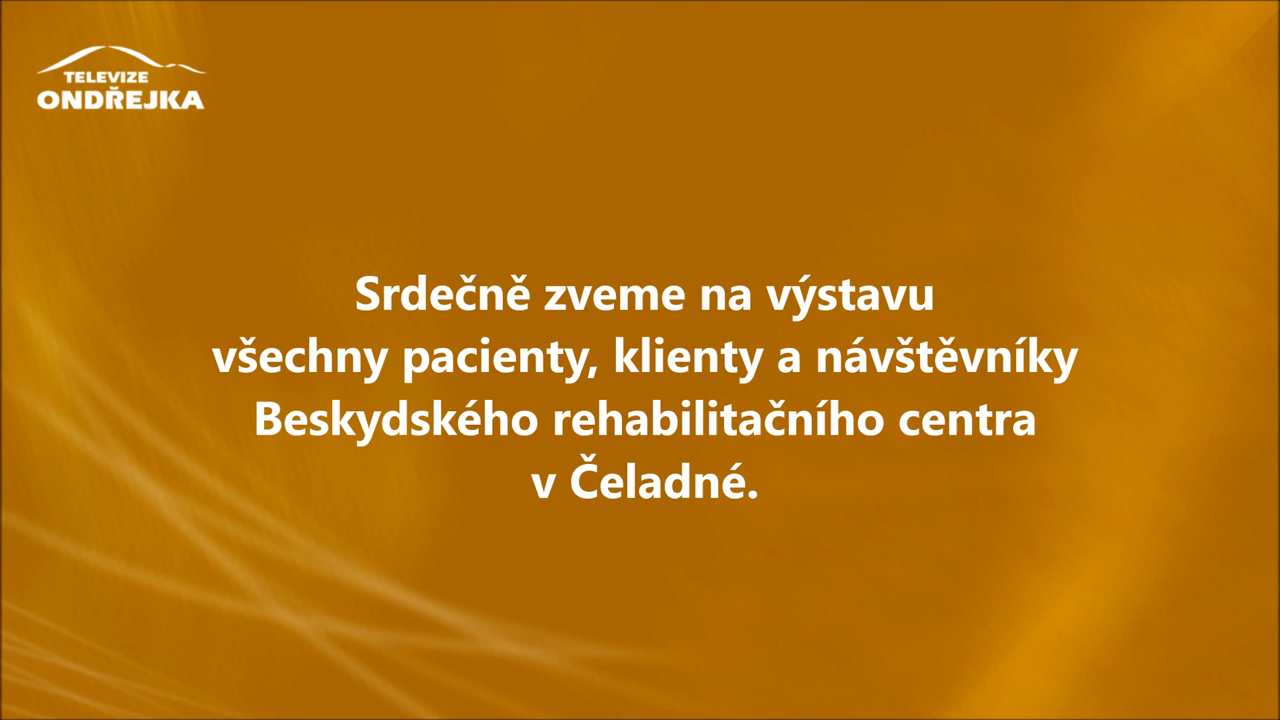 TELEVIZE
ONDŘEJKA
Srdečně zveme na výstavu
všechny pacienty, klienty a návštěvníky
Beskydského rehabilitačního centra
v Čeladné.